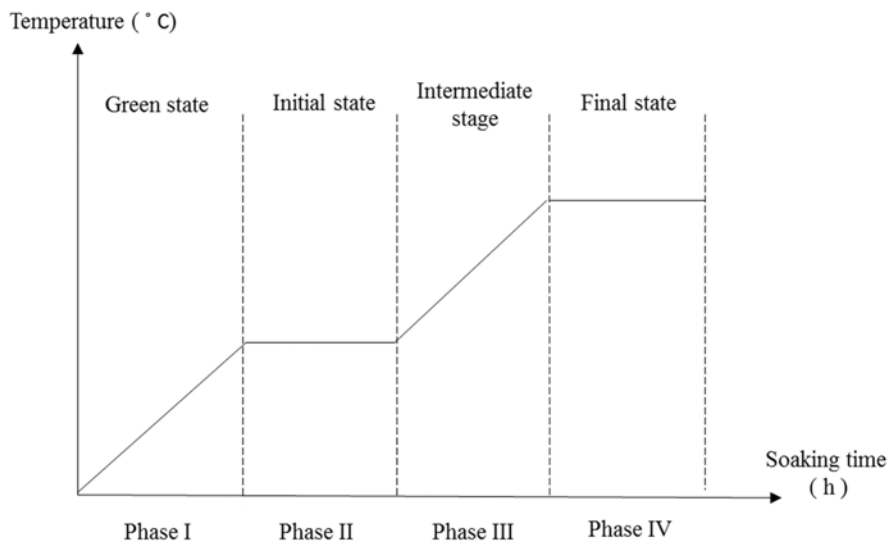 Temperature ( ˚ C)
Green state
Initial state
Intermediate
stage
Final state
Soaking time
( h )
Phase I
Phase II
Phase III
Phase IV